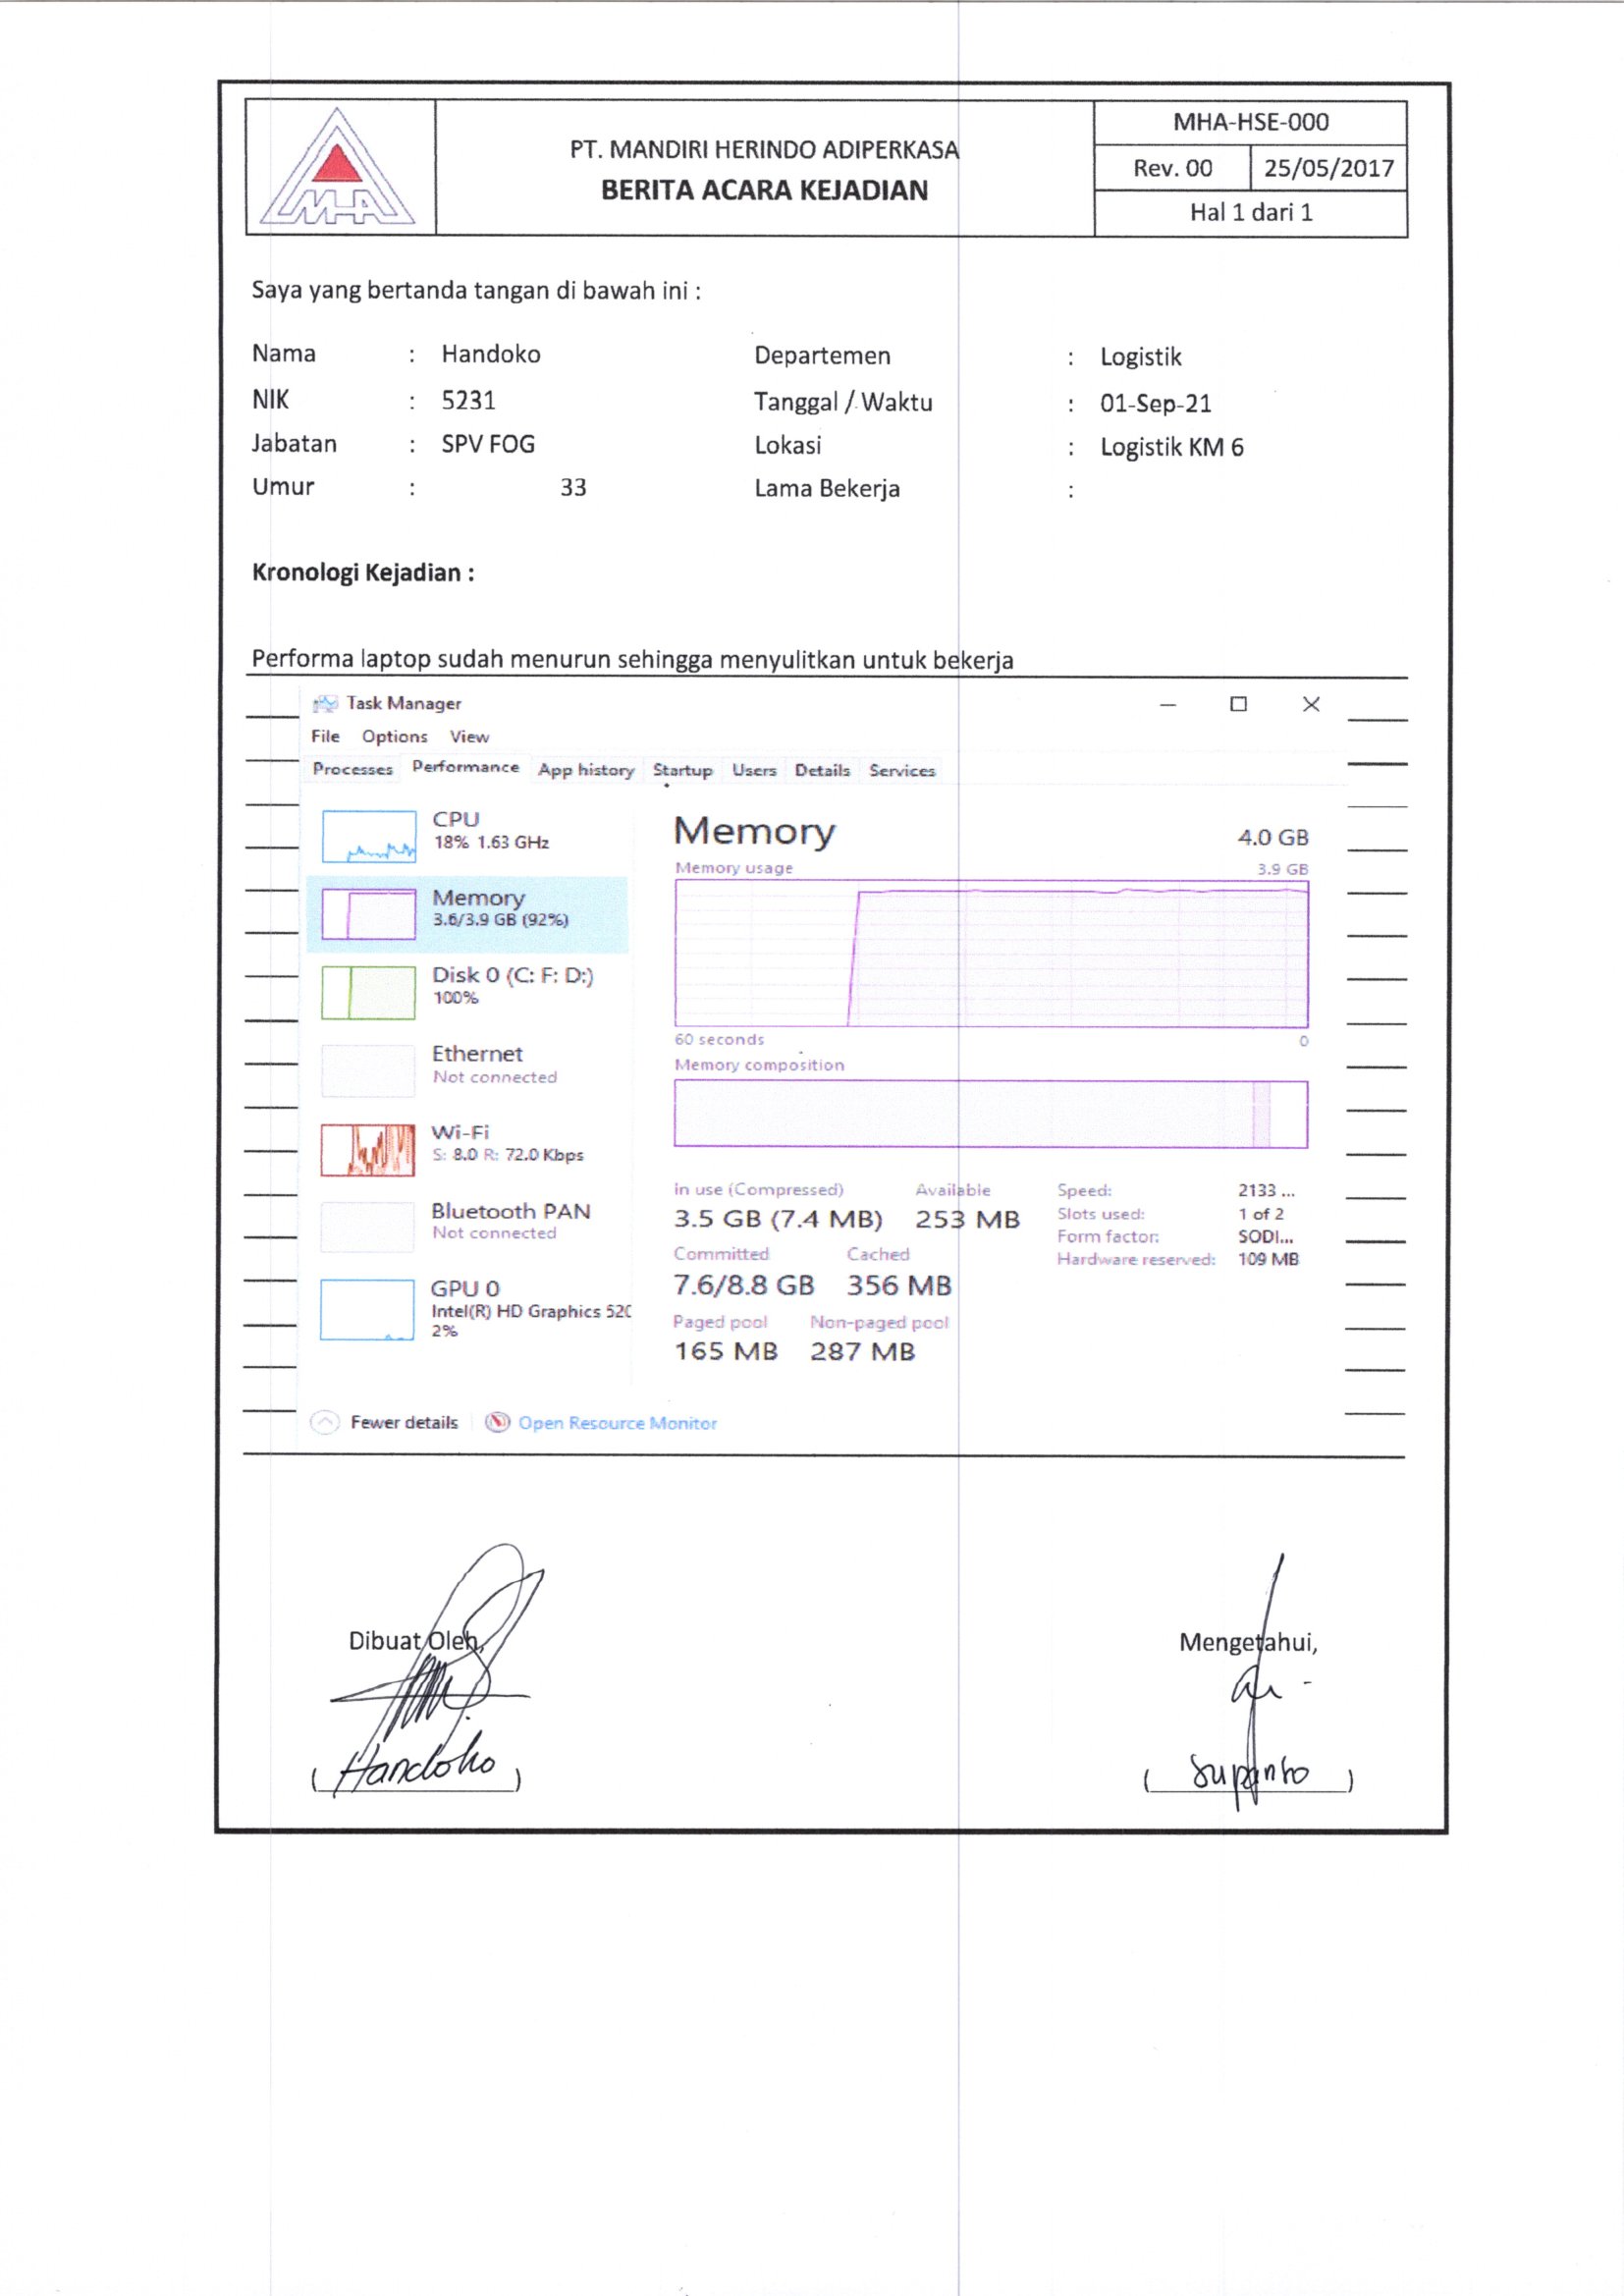 MHA
PT. MANDIRI HERINDO ADIPERKASA
BERITA ACARA KEJADIAN
MHA-HSE-000
Rev. 00 25/05/2017
Hal 1 dari 1
Saya yang bertanda tangan di bawah ini :
Nama : Handoko Departemen : Logistik
NIK : 5231 Tanggal / Waktu : 01-Sep-21
Jabatan : SPV FOG Lokasi : Logistik KM 6
Umur : 33 Lama Bekerja :
Kronologi Kejadian :
Performa laptop sudah menurun sehingga menyulitkan untuk bekerja
Task Manager
File Options View
Processes Performance App history Startup Users Details Services
CPU
18% 1.63 GHz
Memory
3.6/3.9 GB (92%)
Disk 0 (C: F: D:)
100%
Ethernet
Not connected
Wi-Fi
S: 8.0 R: 72.0 Kbps
Bluetooth PAN
Not connected
GPU 0
Intel(R) HD Graphics 520
2%
Memory 4.0 GB
Memory usage 3.9 GB
60 seconds 0
Memory composition
In use (Compressed) Available
3.5 GB (7.4 MB) 253 MB
Committed Cached
7.6/8.8 GB 356 MB
Paged pool Non-paged pool
165 MB 287 MB
Speed: 2133 ...
Slots used: 1 of 2
Form factor: SODI...
Hardware reserved: 109 MB
Fewer details Open Resource Monitor
Dibuat Oleh, Mengetahui,
( Handoko ) ( Supanto )